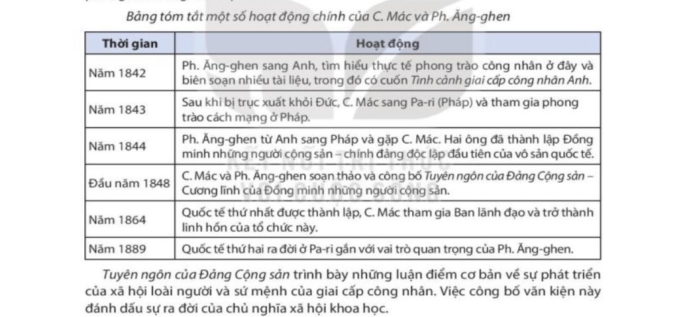 Bảng tóm tắt một số hoạt động chính của C. Mác và Ph. Ăng-ghen
Thời gian
Hoạt động
Năm 1842
Ph. Ăng-ghen sang Anh, tìm hiểu thực tế phong trào công nhân ở đây và
biên soạn nhiều tài liệu, trong đó có cuốn Tình cảnh giai cấp công nhân Anh.
Năm 1843
Sau khi bị trục xuất khỏi Đức, C. Mác sang Pa-ri (Pháp) và tham gia phong
trào cách mạng ở Pháp.
Năm 1844
Ph. Ăng-ghen từ Anh sang Pháp và gặp C. Mác. Hai ông đã thành lập Đồng
minh những người cộng sản – chính đảng độc lập đầu tiên của vô sản quốc tế.
Đầu năm 1848
C. Mác và Ph. Ăng-ghen soạn thảo và công bố Tuyên ngôn của Đảng Cộng sản –
Cương lĩnh của Đồng minh những người cộng sản.
Năm 1864
Quốc tế thứ nhất được thành lập, C. Mác tham gia Ban lãnh đạo và trở thành
linh hồn của tổ chức này.
Năm 1889
Quốc tế thứ hai ra đời ở Pa-ri gắn với vai trò quan trọng của Ph. Ăng-ghen.
Tuyên ngôn của Đảng Cộng sản trình bày những luận điểm cơ bản về sự phát triển
của xã hội loài người và sứ mệnh của giai cấp công nhân. Việc công bố văn kiện này
đánh dấu sự ra đời của chủ nghĩa xã hội khoa học.